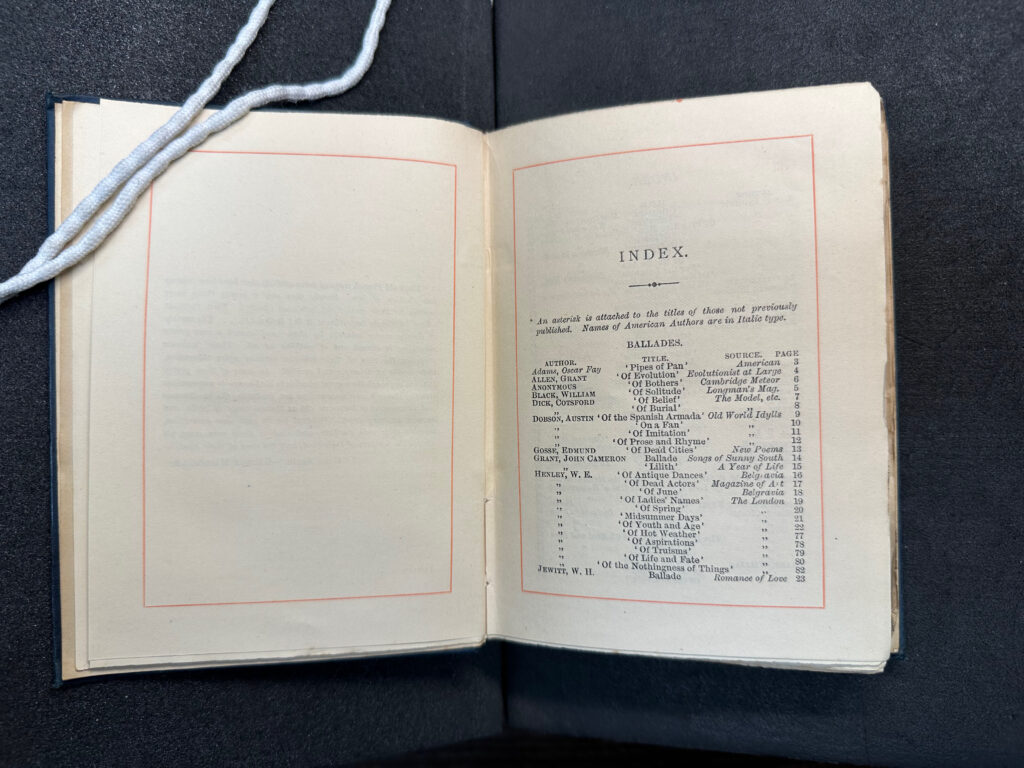 INDEX.
* An asterisk is attached to the titles of those not previously
published. Names of American Authors are in Italic type.
BALLADES.
AUTHOR. TITLE. SOURCE. PAGE
Adams, Oscar Fay ‘Pipes of Pan’ American 3
ALLEN, GRANT ‘Of Evolution’ Evolutionist at Large 4
ANONYMOUS ‘Of Bothers’ Cambridge Meteor 6
BLACK, WILLIAM ‘Of Solitude’ Longman's Mag. 5
DICK, COTSFORD ‘Of Belief’ The Model, etc. 7
„ ‘Of Burial’ „ 8
DOBSON, AUSTIN ‘Of the Spanish Armada’ Old World Idylls 9
„ ‘On a Fan’ „ 10
„ ‘Of Imitation’ „ 11
„ ‘Of Prose and Rhyme’ „ 12
GOSSE, EDMUND ‘Of Dead Cities’ New Poems 13
GRANT, JOHN CAMERON Ballade Songs of Sunny South 14
„ ‘Lilith’ A Year of Life 15
HENLEY, W. E. ‘Of Antique Dances’ Belgravia 16
„ ‘Of Dead Actors’ Magazine of Art 17
„ ‘Of June’ Belgravia 18
„ ‘Of Ladies' Names’ The London 19
„ ‘Of Spring’ „ 20
„ ‘Midsummer Days’ „ 21
„ ‘Of Youth and Age’ „ 22
„ ‘Of Hot Weather’ „ 77
„ ‘Of Aspirations’ „ 78
„ ‘Of Truisms’ „ 79
„ ‘Of Life and Fate’ „ 80
„ ‘Of the Nothingness of Things’ „ 82
JEWITT, W. H. Ballade Romance of Love 23